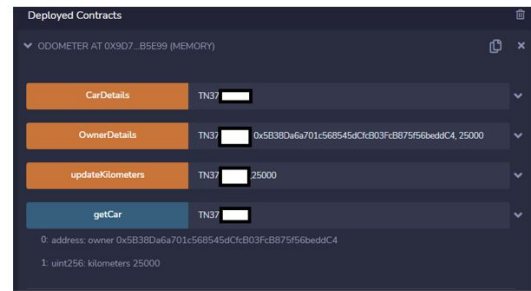 Deployed Contracts
ODOMETER AT 0X9D7...B5E99 (MEMORY)
CarDetails TN37
OwnerDetails TN37 0x5B38Da6a701c568545dCfcB03FcB875f56beddC4, 25000
updateKilometers TN37 ,25000
getCar TN37
0: address: owner 0x5B38Da6a701c568545dCfcB03FcB875f56beddC4
1: uint256: kilometers 25000